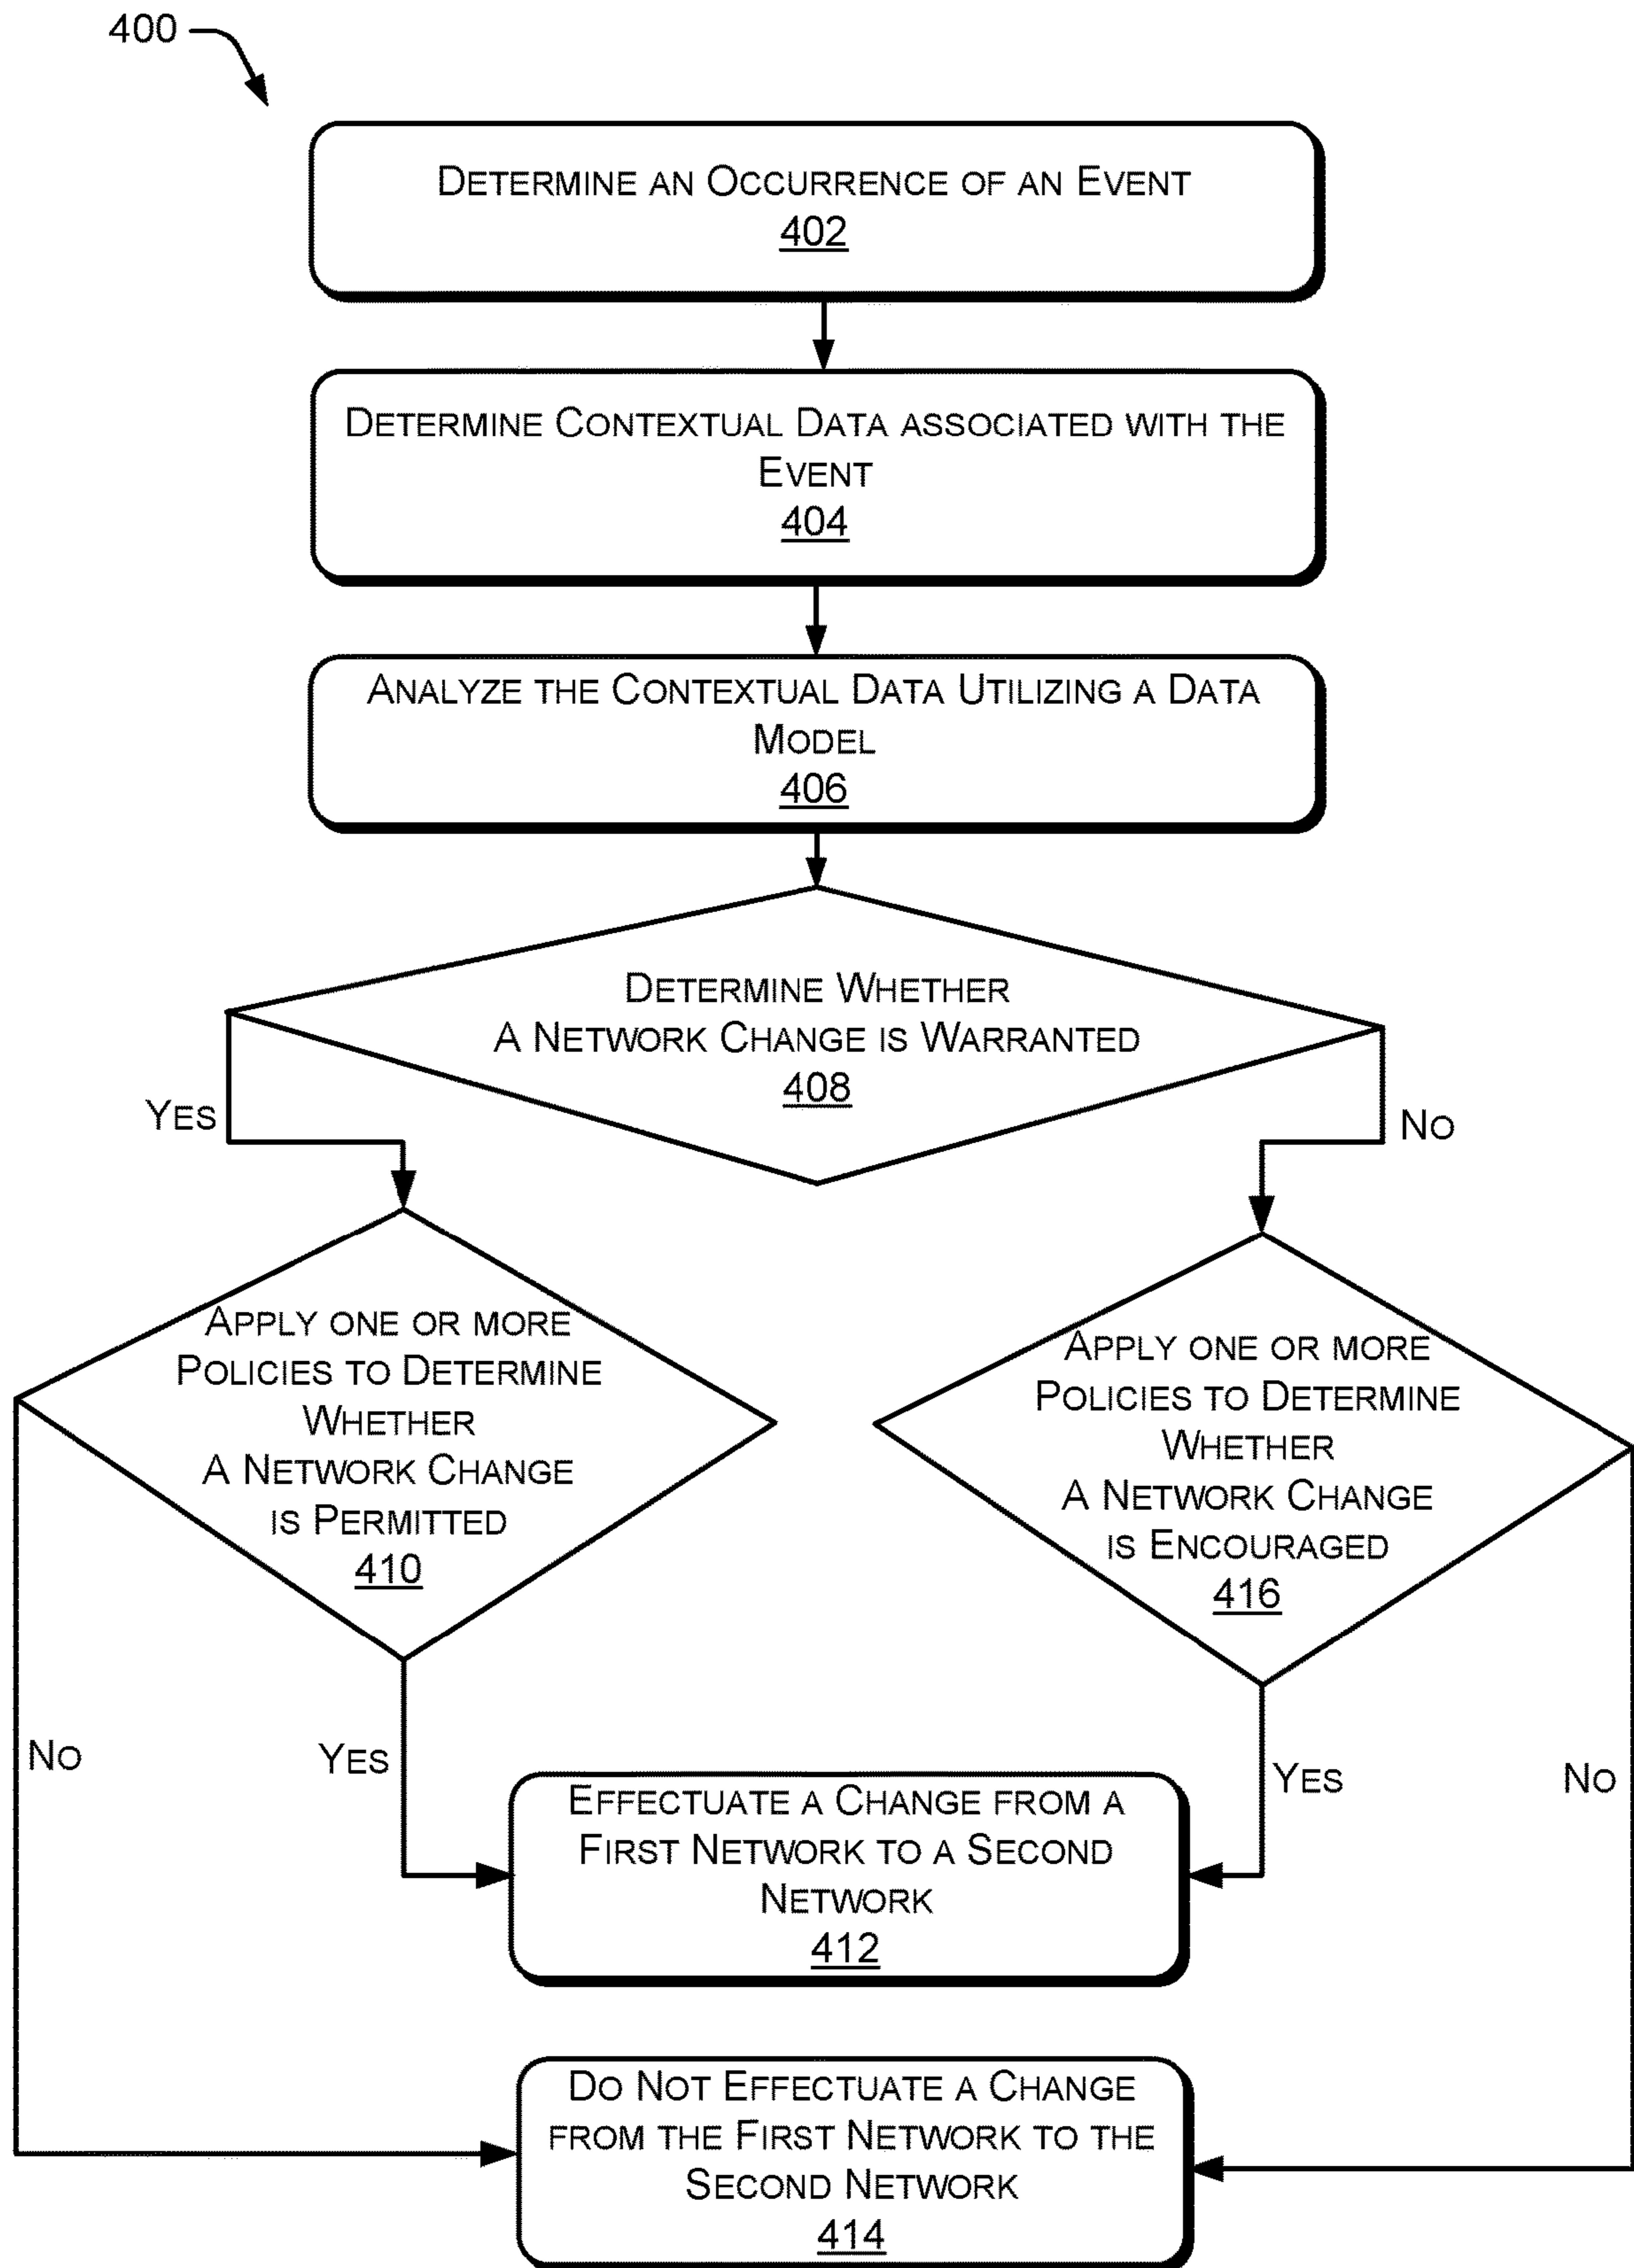 400
DETERMINE AN OCCURRENCE OF AN EVENT
402
DETERMINE CONTEXTUAL DATA ASSOCIATED WITH THE
EVENT
404
ANALYZE THE CONTEXTUAL DATA UTILIZING A DATA
MODEL
406
DETERMINE WHETHER
A NETWORK CHANGE IS WARRANTED
408
YES
NO
APPLY ONE OR MORE
POLICIES TO DETERMINE
WHETHER
A NETWORK CHANGE
IS PERMITTED
410
APPLY ONE OR MORE
POLICIES TO DETERMINE
WHETHER
A NETWORK CHANGE
IS ENCOURAGED
416
NO
YES
YES
NO
EFFECTUATE A CHANGE FROM A
FIRST NETWORK TO A SECOND
NETWORK
412
DO NOT EFFECTUATE A CHANGE
FROM THE FIRST NETWORK TO THE
SECOND NETWORK
414